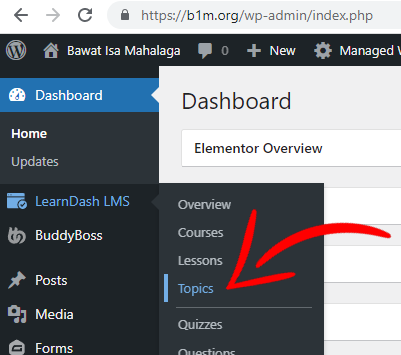 https://b1m.org/wp-admin/index.php
Bawat Isa Mahalaga 0 New Managed W
Dashboard
Home
Updates
LearnDash LMS
BuddyBoss
Posts
Media
Forms
Overview
Courses
Lessons
Topics
Quizzes
Questions
Dashboard
Elementor Overview